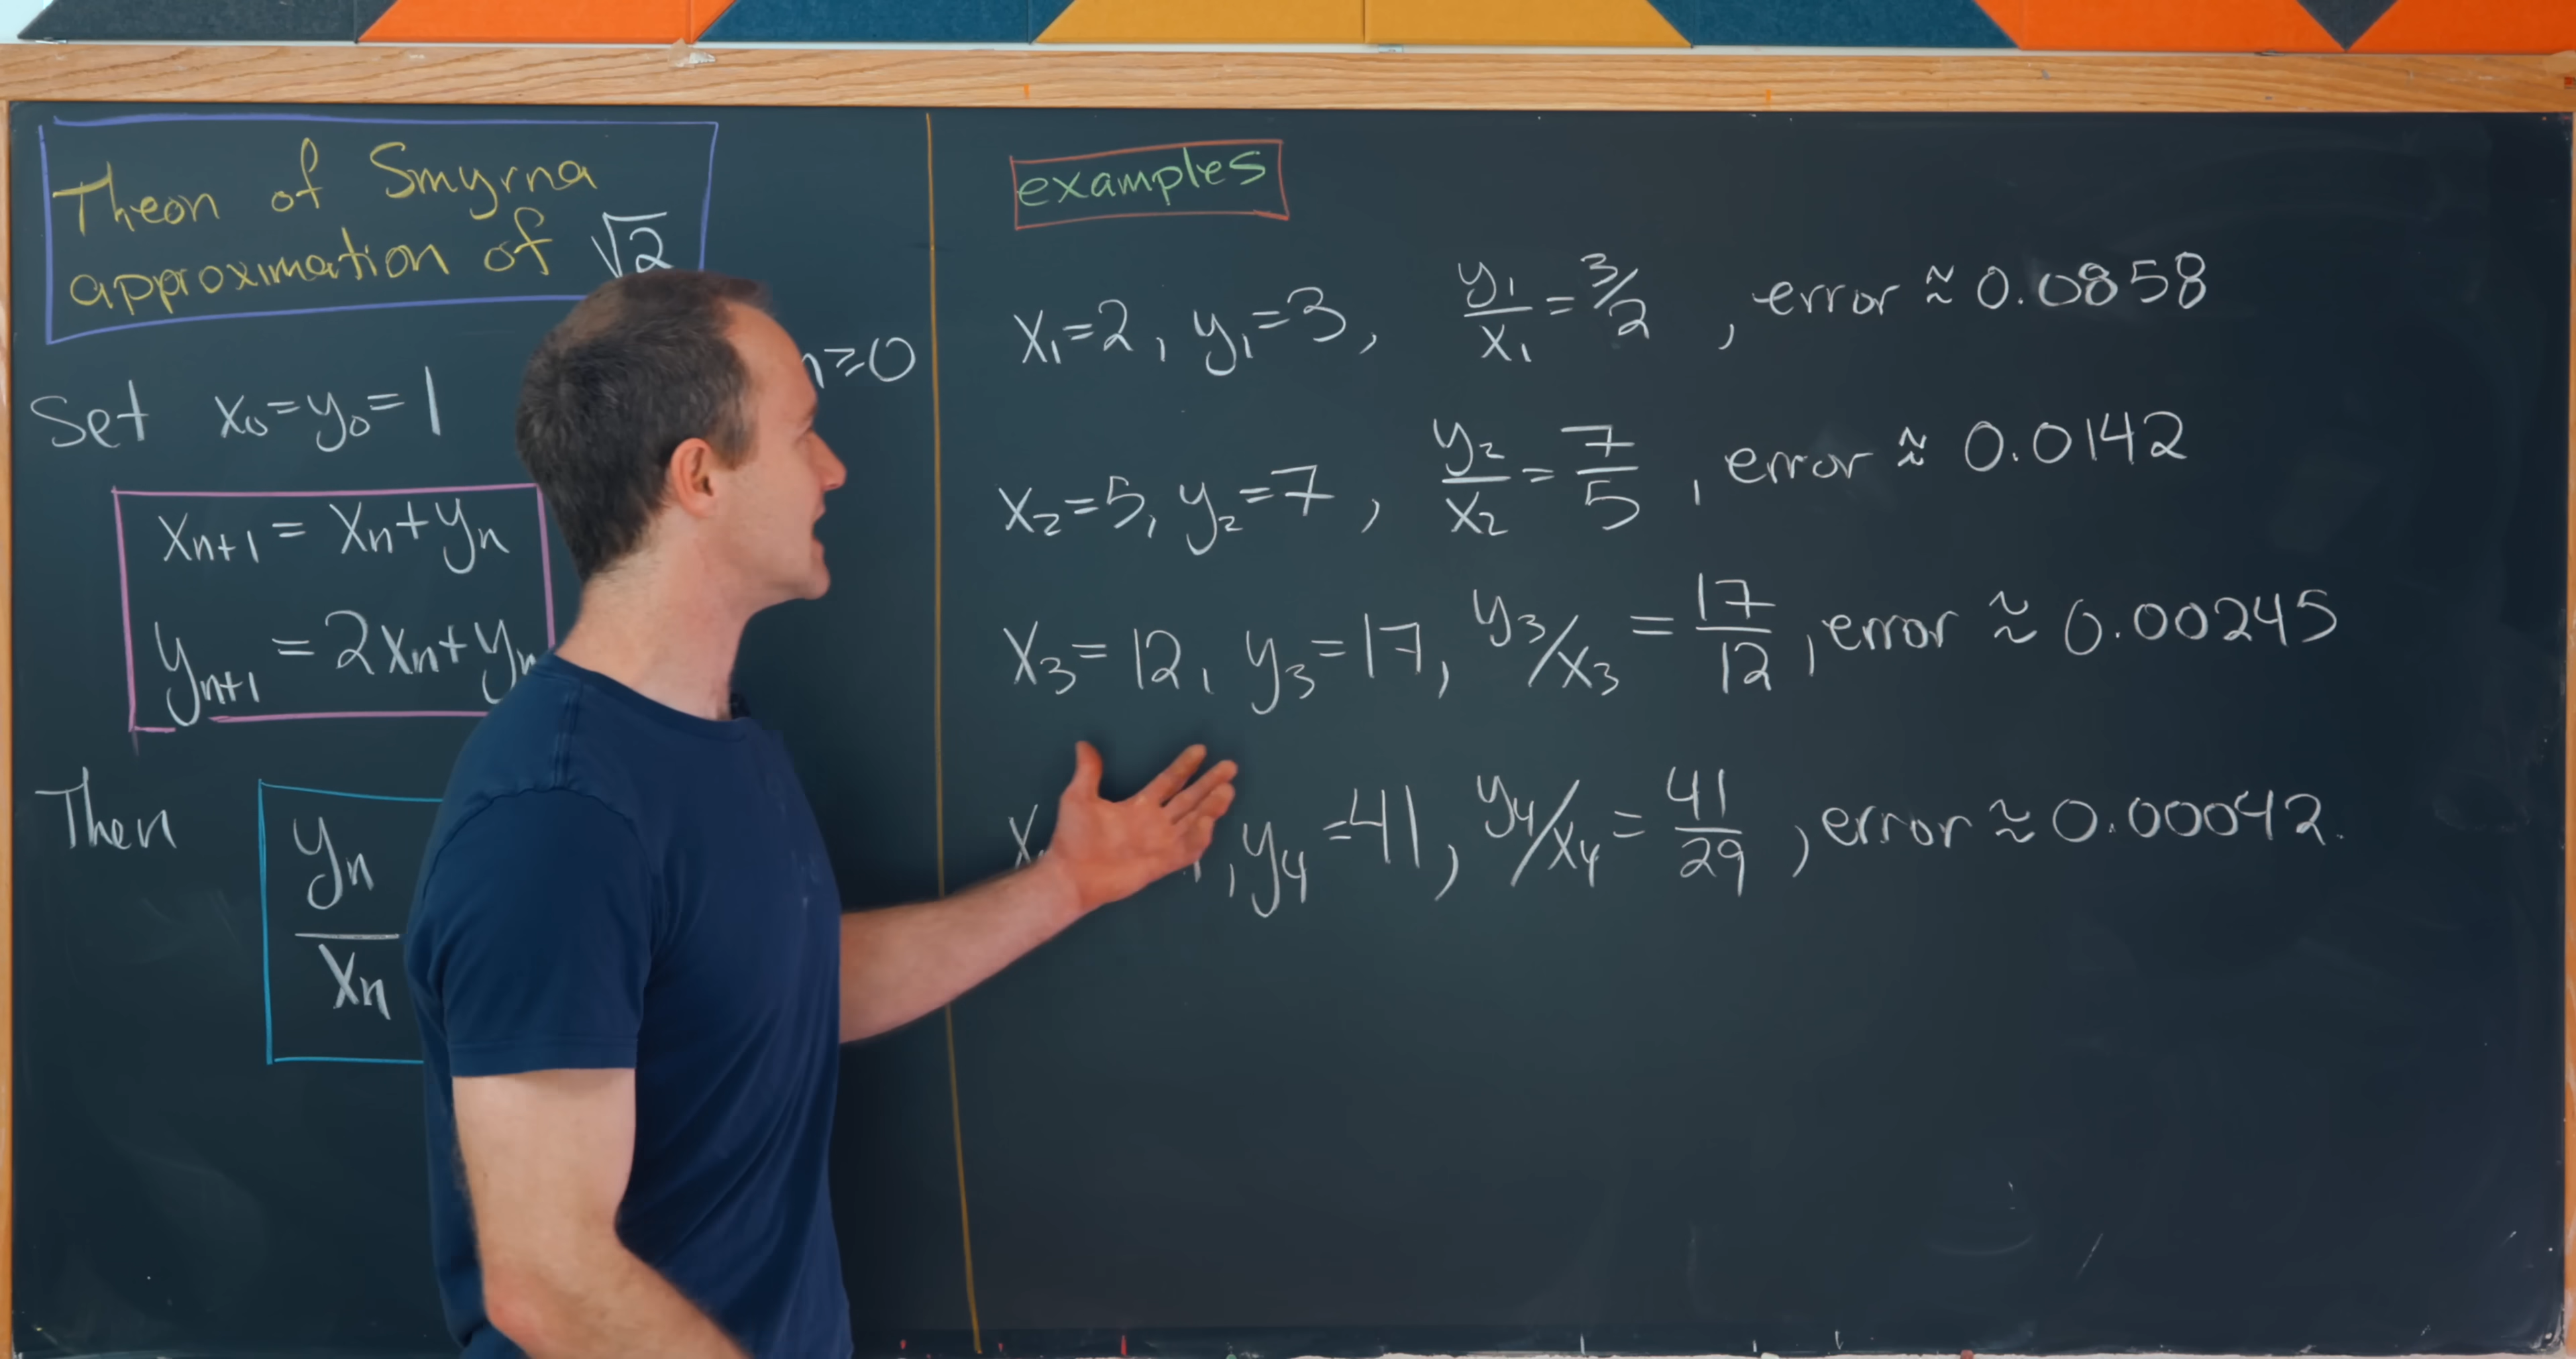 Theon of Smyrna
approximation of √2
Set x₀=y₀=1 n≥0
xₙ₊₁ = xₙ+yₙ
yₙ₊₁ = 2xₙ+yₙ
Then yₙ/xₙ
examples
x₁=2, y₁=3, y₁/x₁ = 3/2, error ≈ 0.0858
x₂=5, y₂=7, y₂/x₂ = 7/5, error ≈ 0.0142
x₃=12, y₃=17, y₃/x₃ = 17/12, error ≈ 0.00245
x , y₄=41, y₄/x₄ = 41/29, error ≈ 0.00042.